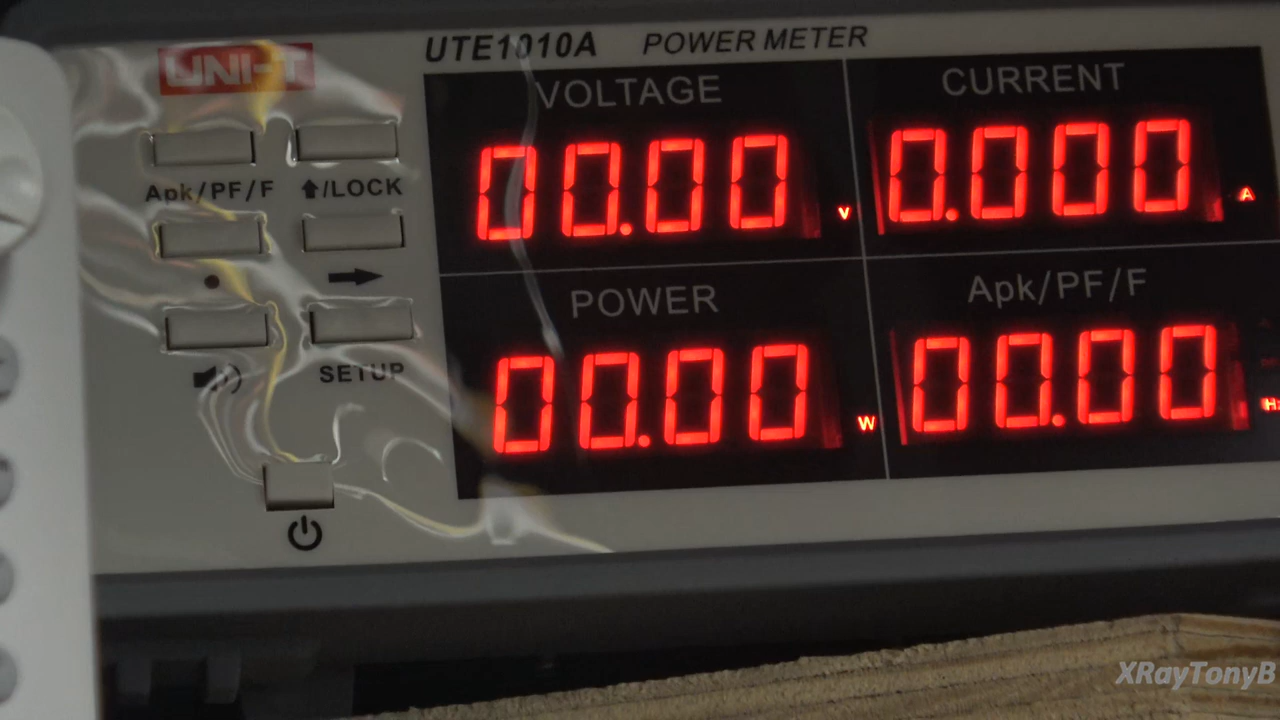 UNI-T
UTE1010A POWER METER
VOLTAGE
00.00 V
CURRENT
0.000 A
Apk/PF/F
⬆/LOCK
POWER
00.00 W
Apk/PF/F
00.00 Hz
SETUP
XRayTonyB